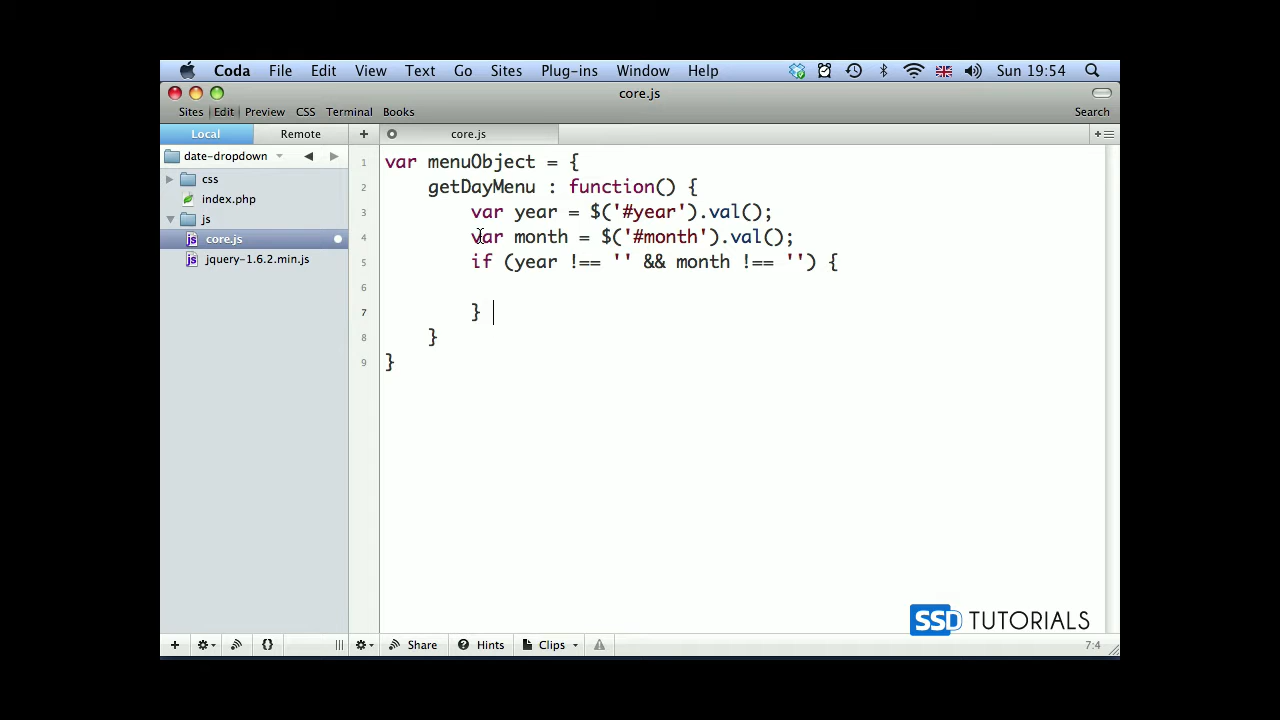 Coda File Edit View Text Go Sites Plug-ins Window Help Sun 19:54
core.js
Sites Edit Preview CSS Terminal Books Search
Local Remote + core.js
date-dropdown
css
index.php
js
js core.js
js jquery-1.6.2.min.js
1 var menuObject = {
2 getDayMenu : function() {
3 var year = $('#year').val();
4 var month = $('#month').val();
5 if (year !== '' && month !== '') {
6
7 }
8 }
9 }
SSD TUTORIALS
Share Hints Clips 7:4